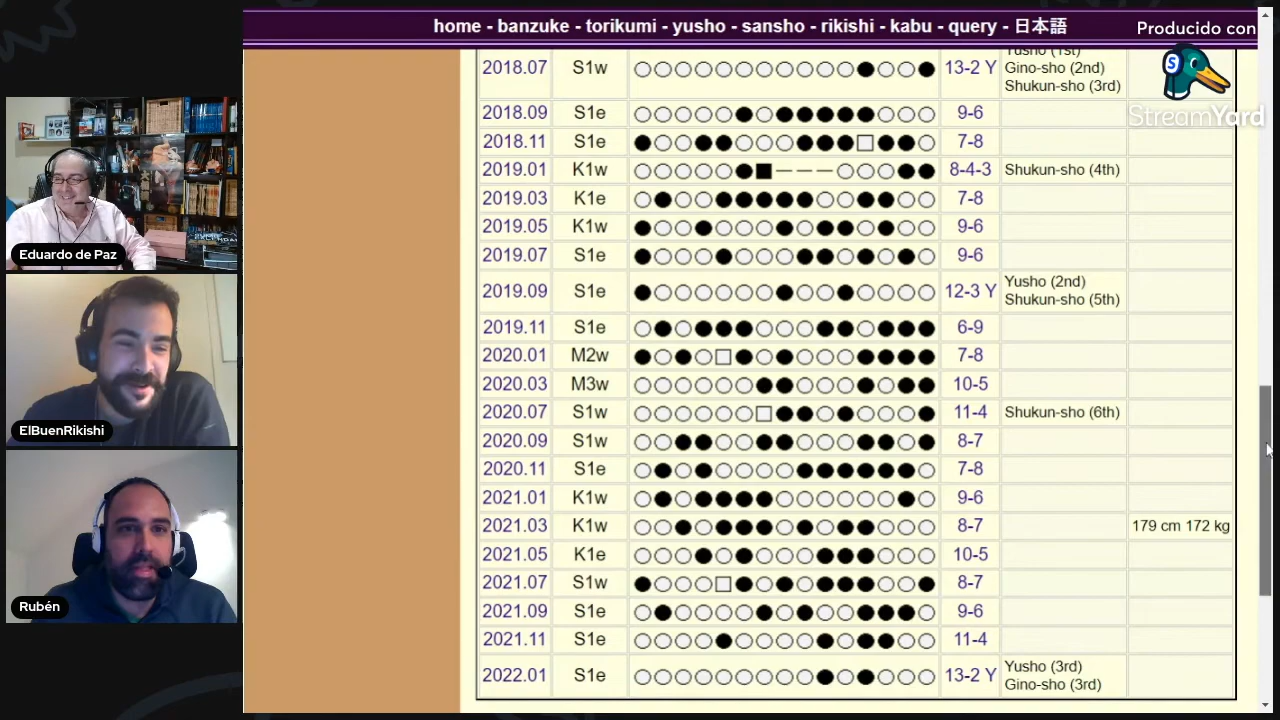 home - banzuke - torikumi - yusho - sansho - rikishi - kabu - query - 日本語
Producido con
StreamYard
Eduardo de Paz
ElBuenRikishi
Rubén
Yusho (1st)
2018.07 S1w 13-2 Y Gino-sho (2nd)
Shukun-sho (3rd)
2018.09 S1e 9-6
2018.11 S1e 7-8
2019.01 K1w 8-4-3 Shukun-sho (4th)
2019.03 K1e 7-8
2019.05 K1w 9-6
2019.07 S1e 9-6
2019.09 S1e 12-3 Y Yusho (2nd)
Shukun-sho (5th)
2019.11 S1e 6-9
2020.01 M2w 7-8
2020.03 M3w 10-5
2020.07 S1w 11-4 Shukun-sho (6th)
2020.09 S1w 8-7
2020.11 S1e 7-8
2021.01 K1w 9-6
2021.03 K1w 8-7 179 cm 172 kg
2021.05 K1e 10-5
2021.07 S1w 8-7
2021.09 S1e 9-6
2021.11 S1e 11-4
2022.01 S1e 13-2 Y Yusho (3rd)
Gino-sho (3rd)